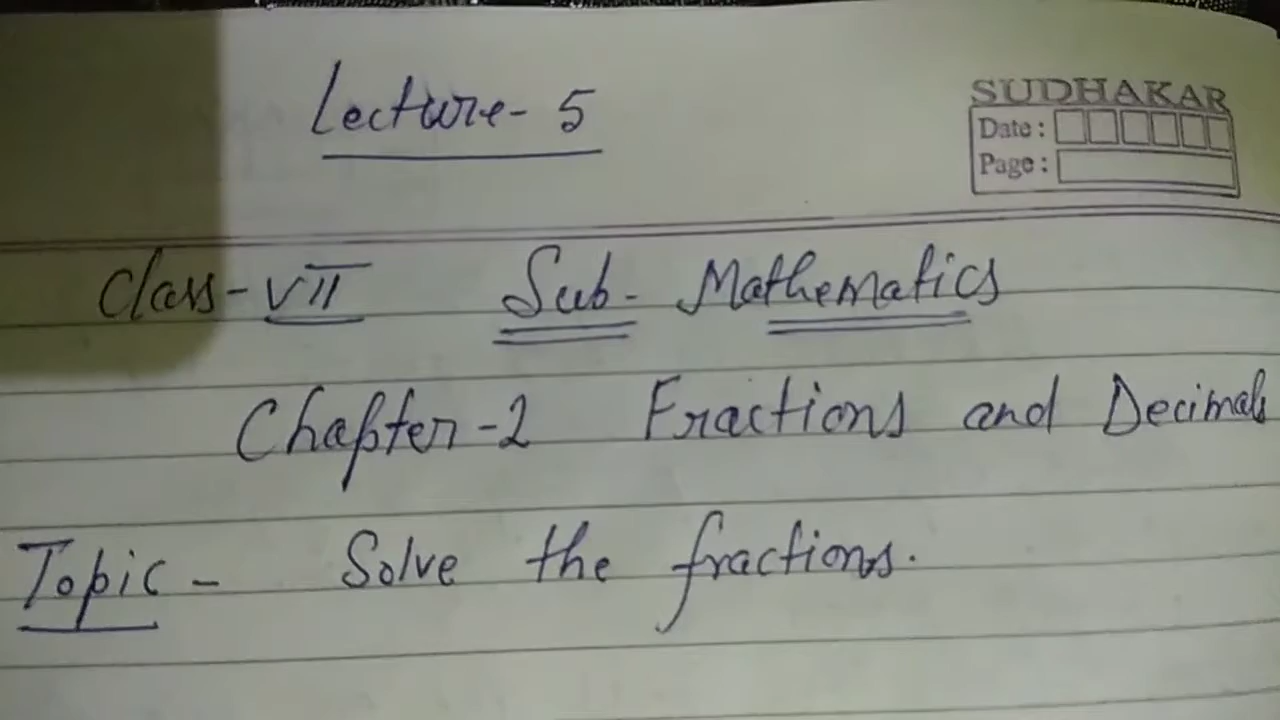 Lecture- 5
SUDHAKAR
Date:
Page:
Class- VII Sub- Mathematics
Chapter-2 Fractions and Decimals
Topic- Solve the fractions.